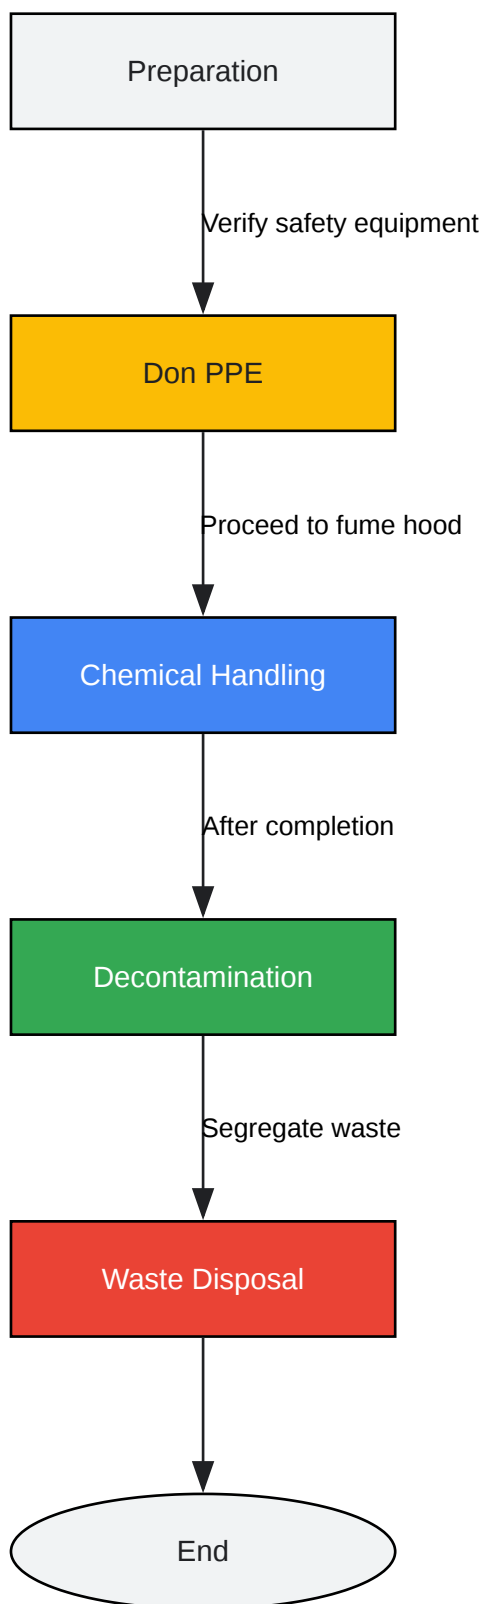 Preparation
Verify safety equipment
Don PPE
Proceed to fume hood
Chemical Handling
After completion
Decontamination
Segregate waste
Waste Disposal
End